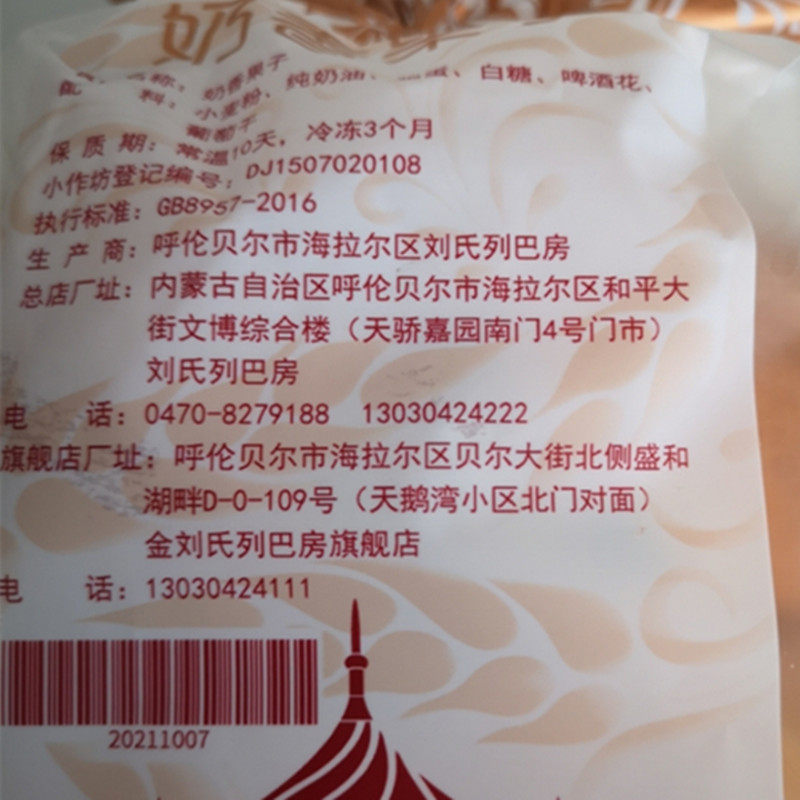 奶
名称：奶香果子
配 料：小麦粉、纯奶油、蛋、白糖、啤酒花、
葡萄干
保 质 期：常温10天，冷冻3个月
小作坊登记编号：DJ1507020108
执行标准：GB8957-2016
生 产 商：呼伦贝尔市海拉尔区刘氏列巴房
总店厂址：内蒙古自治区呼伦贝尔市海拉尔区和平大
街文博综合楼（天骄嘉园南门4号门市）
刘氏列巴房
电 话：0470-8279188 13030424222
旗舰店厂址：呼伦贝尔市海拉尔区贝尔大街北侧盛和
湖畔D-0-109号（天鹅湾小区北门对面）
金刘氏列巴房旗舰店
电 话：13030424111
20211007